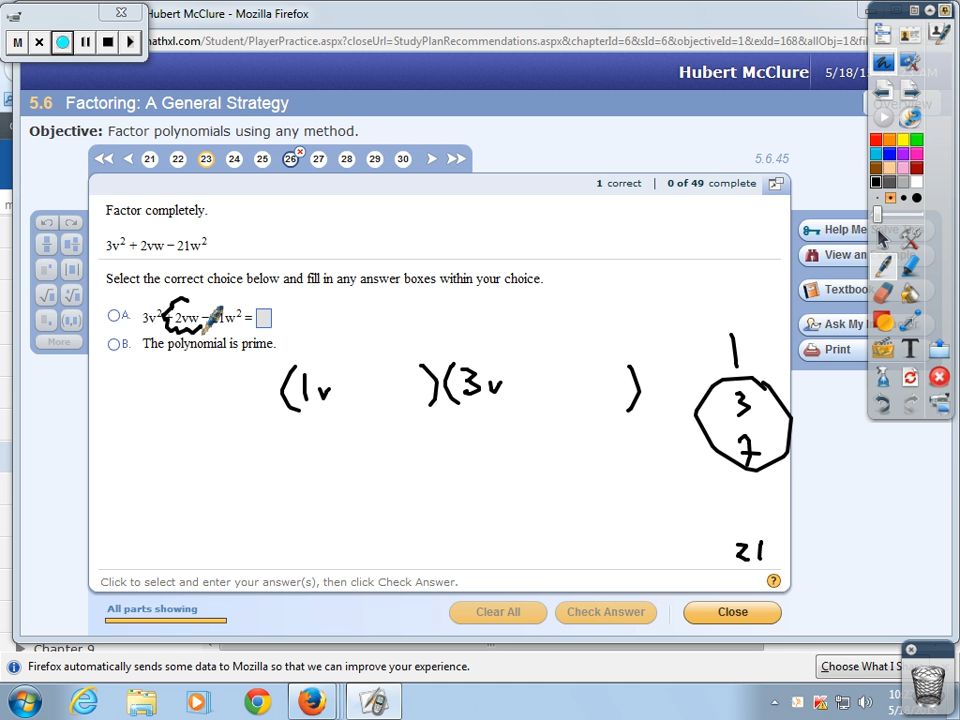 Hubert McClure - Mozilla Firefox
M
mathxl.com/Student/PlayerPractice.aspx?closeUrl=StudyPlanRecommendations.aspx&chapterId=6&sId=6&objectiveId=1&exId=168&allObj=1&fil
Hubert McClure 5/18/1
5.6 Factoring: A General Strategy
Overview
Objective: Factor polynomials using any method.
21 22 23 24 25 26 27 28 29 30
5.6.45
1 correct 0 of 49 complete
Factor completely.
3v² + 2vw − 21w²
Select the correct choice below and fill in any answer boxes within your choice.
A. 3v² + 2vw − 21w² =
B. The polynomial is prime.
More
Help Me
View an
Textbook
Ask My
Print
(1v )(3v )
1
3
7
21
Click to select and enter your answer(s), then click Check Answer.
All parts showing
Clear All Check Answer Close
Chapter 9
Firefox automatically sends some data to Mozilla so that we can improve your experience.
Choose What I S